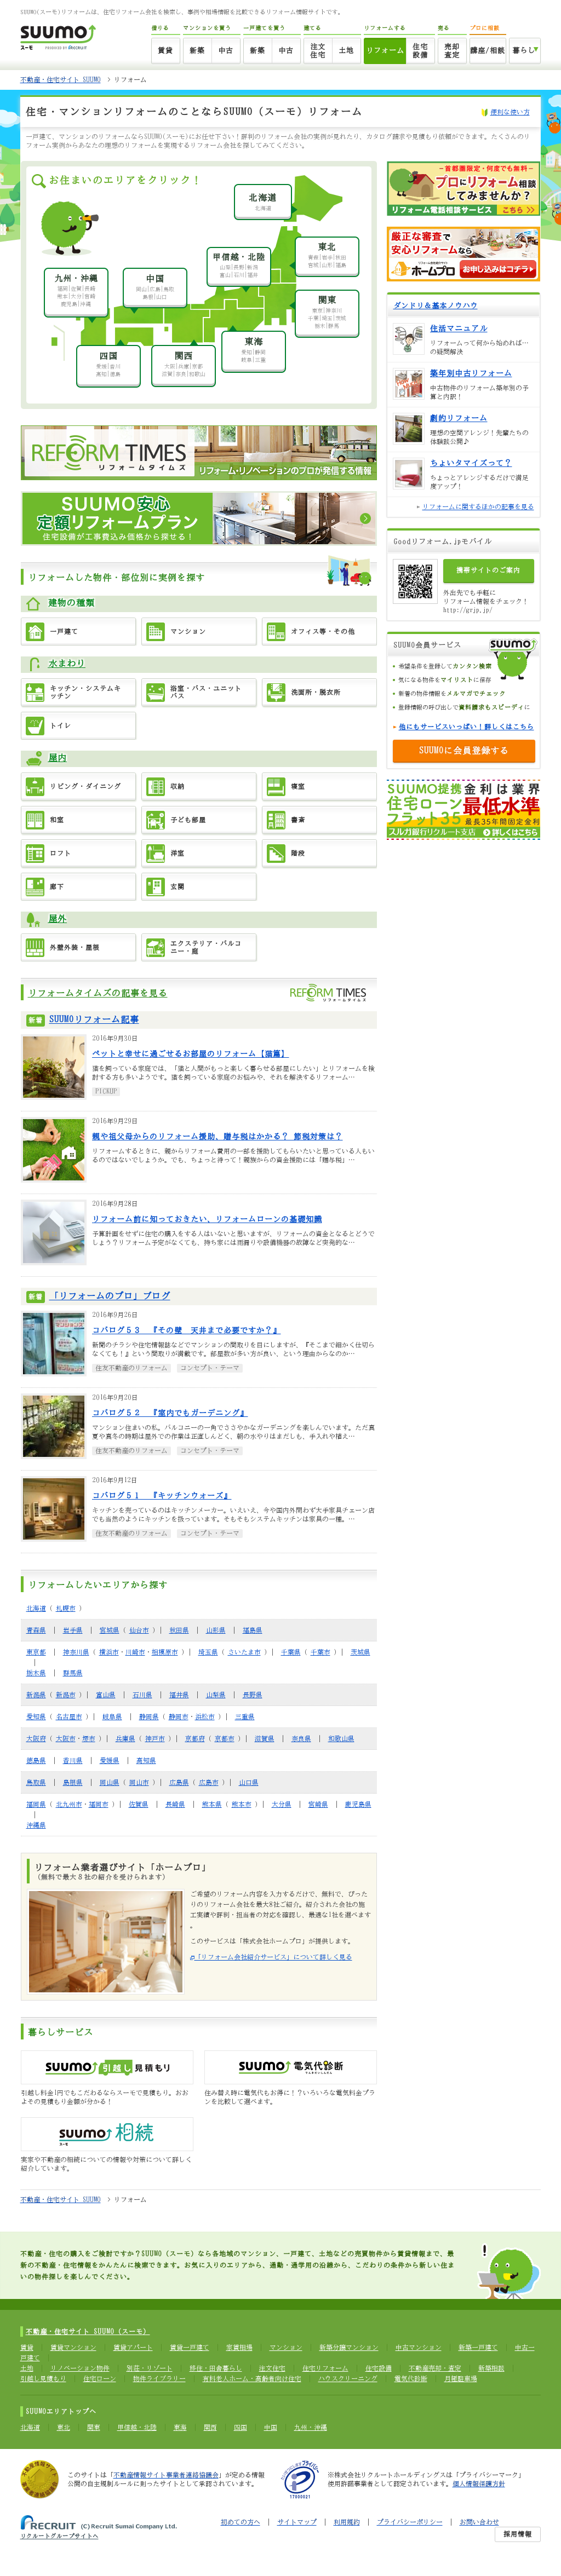 SUUMO(スーモ)リフォームは、住宅リフォーム会社を検索し、事例や相場情報を比較できるリフォーム情報サイトです。
SUUMO
スーモ
借りる マンションを買う 一戸建てを買う 建てる リフォームする 売る プロに相談
賃貸 新築 中古 新築 中古 注文住宅 土地 リフォーム 住宅設備 売却査定 講座/相談 暮らし
不動産・住宅サイト SUUMO > リフォーム
住宅・マンションリフォームのことならSUUMO（スーモ）リフォーム
便利な使い方
一戸建て、マンションのリフォームならSUUMO(スーモ)にお任せ下さい！評判のリフォーム会社の実例が見れたり、カタログ請求や見積もり依頼ができます。たくさんのリフォーム実例からあなたの理想のリフォームを実現するリフォーム会社を探してみてください。
お住まいのエリアをクリック！
北海道
北海道
東北
青森|岩手|秋田
宮城|山形|福島
甲信越・北陸
山梨|長野|新潟
富山|石川|福井
関東
東京|神奈川
千葉|埼玉|茨城
栃木|群馬
九州・沖縄
福岡|佐賀|長崎
熊本|大分|宮崎
鹿児島|沖縄
中国
岡山|広島|鳥取
島根|山口
東海
愛知|静岡
岐阜|三重
四国
愛媛|香川
高知|徳島
関西
大阪|兵庫|京都
滋賀|奈良|和歌山
REFORM TIMES
リフォームタイムズ
リフォーム・リノベーションのプロが発信する情報
SUUMO安心
定額リフォームプラン
住宅設備が工事費込み価格から探せる！
リフォームした物件・部位別に実例を探す
建物の種類
一戸建て
マンション
オフィス等・その他
水まわり
キッチン・システムキッチン
浴室・バス・ユニットバス
洗面所・脱衣所
トイレ
屋内
リビング・ダイニング
収納
寝室
和室
子ども部屋
書斎
ロフト
洋室
階段
廊下
玄関
屋外
外壁外装・屋根
エクステリア・バルコニー・庭
リフォームタイムズの記事を見る
REFORM TIMES
リフォームタイムズ
新着 SUUMOリフォーム記事
2016年9月30日
ペットと幸せに過ごせるお部屋のリフォーム【猫篇】
猫を飼っている家庭では、「猫と人間がもっと楽しく暮らせる部屋にしたい」とリフォームを検討する方も多いようです。猫を飼っている家庭のお悩みや、それを解決するリフォーム…
PICKUP
2016年9月29日
親や祖父母からのリフォーム援助、贈与税はかかる？ 節税対策は？
リフォームするときに、親からリフォーム費用の一部を援助してもらいたいと思っている人もいるのではないでしょうか。でも、ちょっと待って！親族からの資金援助には「贈与税」…
2016年9月28日
リフォーム前に知っておきたい、リフォームローンの基礎知識
予算計画をせずに住宅の購入をする人はいないと思いますが、リフォームの資金となるとどうでしょう？リフォーム予定がなくても、持ち家には雨漏りや設備機器の故障など突発的な…
新着 「リフォームのプロ」ブログ
2016年9月26日
コバログ５３ 『その壁　天井まで必要ですか？』
新聞のチラシや住宅情報誌などでマンションの間取りを目にしますが、『そこまで細かく仕切らなくても！』という間取りが満載です。部屋数が多い方が良い、という理由からなのか…
住友不動産のリフォーム コンセプト・テーマ
2016年9月20日
コバログ５２ 『室内でもガーデニング』
マンション住まいの私。バルコニーの一角でささやかなガーデニングを楽しんでいます。ただ真夏や真冬の時期は屋外での作業は正直しんどく、朝の水やりはまだしも、手入れや植え…
住友不動産のリフォーム コンセプト・テーマ
2016年9月12日
コバログ５１ 『キッチンウォーズ』
キッチンを売っているのはキッチンメーカー。いえいえ、今や国内外問わず大手家具チェーン店でも当然のようにキッチンを扱っています。そもそもシステムキッチンは家具の一種。…
住友不動産のリフォーム コンセプト・テーマ
リフォームしたいエリアから探す
北海道（ 札幌市 ）
青森県 | 岩手県 | 宮城県（ 仙台市 ）| 秋田県 | 山形県 | 福島県
東京都 | 神奈川県（ 横浜市・川崎市・相模原市 ）| 埼玉県（ さいたま市 ）| 千葉県（ 千葉市 ）| 茨城県
|
栃木県 | 群馬県
新潟県（ 新潟市 ）| 富山県 | 石川県 | 福井県 | 山梨県 | 長野県
愛知県（ 名古屋市 ）| 岐阜県 | 静岡県（ 静岡市・浜松市 ）| 三重県
大阪府（ 大阪市・堺市 ）| 兵庫県（ 神戸市 ）| 京都府（ 京都市 ）| 滋賀県 | 奈良県 | 和歌山県
徳島県 | 香川県 | 愛媛県 | 高知県
鳥取県 | 島根県 | 岡山県（ 岡山市 ）| 広島県（ 広島市 ）| 山口県
福岡県（ 北九州市・福岡市 ）| 佐賀県 | 長崎県 | 熊本県（ 熊本市 ）| 大分県 | 宮崎県 | 鹿児島県
|
沖縄県
リフォーム業者選びサイト「ホームプロ」
（無料で最大８社の紹介を受けられます）
ご希望のリフォーム内容を入力するだけで、無料で、ぴったりのリフォーム会社を最大8社ご紹介。紹介された会社の施工実績や評判・担当者の対応を確認し、最適な1社を選べます。
このサービスは「株式会社ホームプロ」が提供します。
「リフォーム会社紹介サービス」について詳しく見る
暮らしサービス
SUUMO引越し見積もり
引越し料金1円でもこだわるならスーモで見積もり。おおよその見積もり金額が分かる！
SUUMO電気代診断
住み替え時に電気代もお得に！？いろいろな電気料金プランを比較して選べます。
SUUMO相続
スーモ
実家や不動産の相続についての情報や対策について詳しく紹介しています。
不動産・住宅サイト SUUMO > リフォーム
ー首都圏限定・何度でも無料ー
プロにリフォーム相談してみませんか？
リフォーム電話相談サービス こちら
厳正な審査で安心リフォームなら
ホームプロ お申し込みはコチラ
ダンドリ＆基本ノウハウ
住活マニュアル
リフォームって何から始めれば…の疑問解決
築年別中古リフォーム
中古物件のリフォーム築年別の予算と内訳！
劇的リフォーム
理想の空間アレンジ！先輩たちの体験談公開♪
ちょいタマイズって？
ちょっとアレンジするだけで満足度アップ！
リフォームに関するほかの記事を見る
Goodリフォーム.jpモバイル
携帯サイトのご案内
外出先でも手軽に
リフォーム情報をチェック！
http://grjp.jp/
SUUMO会員サービス
希望条件を登録してカンタン検索
気になる物件をマイリストに保存
新着の物件情報をメルマガでチェック
登録情報の呼び出しで資料請求もスピーディに
他にもサービスいっぱい！詳しくはこちら
SUUMOに会員登録する
SUUMO提携
住宅ローン
フラット35
金利は業界最低水準
最長35年間固定金利
スルガ銀行リクルート支店 詳しくはこちら
不動産・住宅の購入をご検討ですか？SUUMO（スーモ）なら各地域のマンション、一戸建て、土地などの売買物件から賃貸情報まで、最新の不動産・住宅情報をかんたんに検索できます。お気に入りのエリアから、通勤・通学用の沿線から、こだわりの条件から新しい住まいの物件探しを楽しんでください。
不動産・住宅サイト SUUMO（スーモ）
賃貸 賃貸マンション 賃貸アパート 賃貸一戸建て 家賃相場 マンション 新築分譲マンション 中古マンション 新築一戸建て 中古一戸建て
土地 リノベーション物件 別荘・リゾート 移住・田舎暮らし 注文住宅 住宅リフォーム 住宅設備 不動産売却・査定 新築相談
引越し見積もり 住宅ローン 物件ライブラリー 有料老人ホーム・高齢者向け住宅 ハウスクリーニング 電気代診断 月極駐車場
SUUMOエリアトップへ
北海道 東北 関東 甲信越・北陸 東海 関西 四国 中国 九州・沖縄
このサイトは「不動産情報サイト事業者連絡協議会」が定める情報公開の自主規制ルールに則ったサイトとして承認されています。
プライバシー
17000021
※株式会社リクルートホールディングスは「プライバシーマーク」使用許諾事業者として認定されています。個人情報保護方針
RECRUIT (C) Recruit Sumai Company Ltd.
リクルートグループサイトへ
初めての方へ | サイトマップ | 利用規約 | プライバシーポリシー | お問い合わせ
採用情報